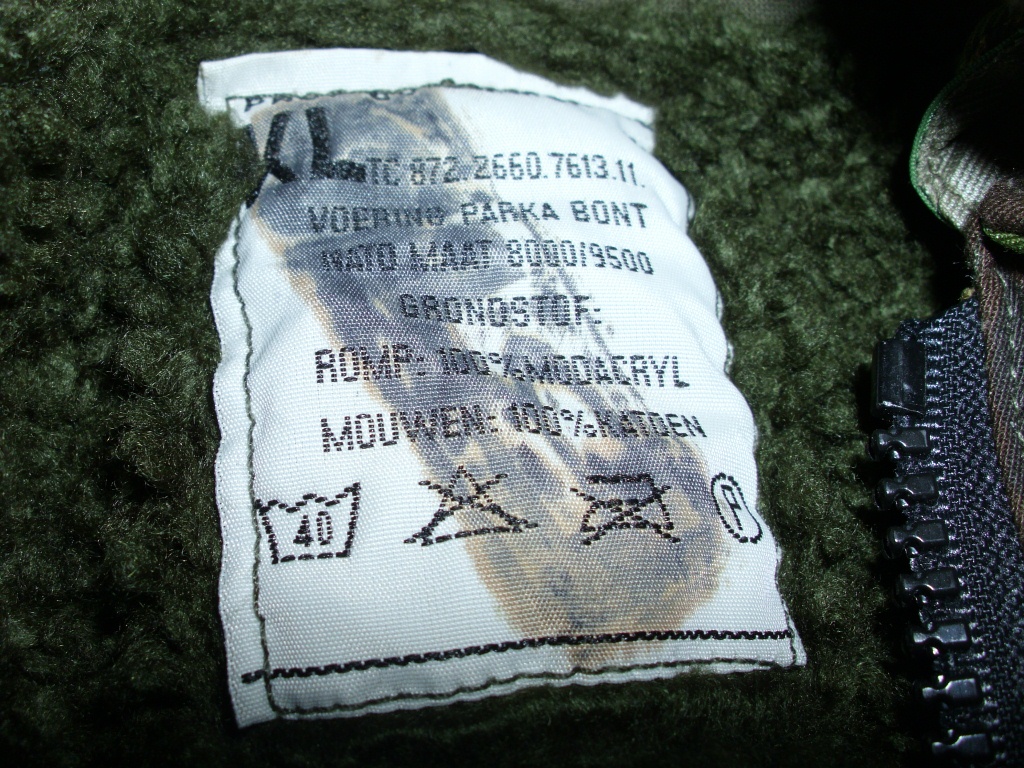 XL
TC 872.2660.7613.11.
VOERING PARKA BONT
NATO MAAT 8000/9500
GRONDSTOF:
ROMP: 100%MODACRYL
MOUWEN: 100%KATOEN
40
P